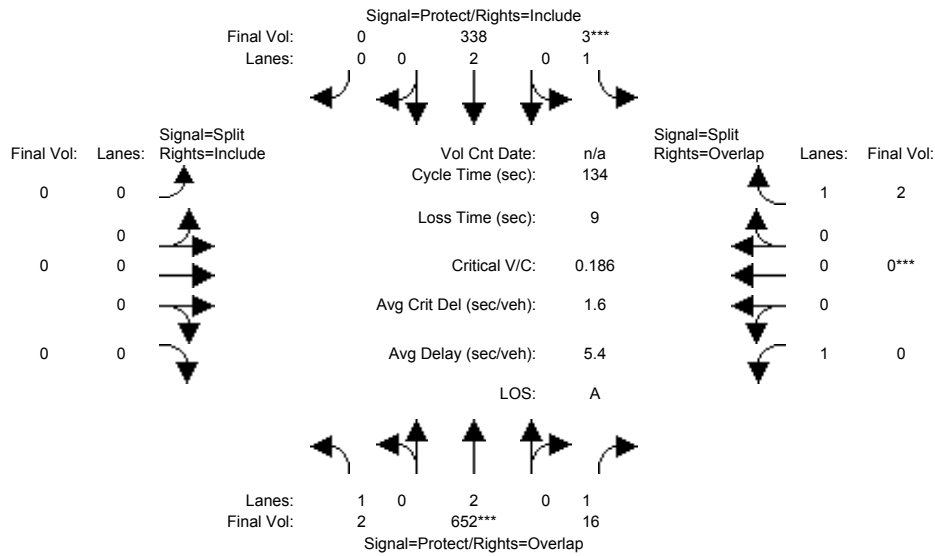 Signal=Protect/Rights=Include
Final Vol: 0 338 3***
Lanes: 0 0 2 0 1
Signal=Split
Final Vol: Lanes: Rights=Include
Vol Cnt Date: n/a
Signal=Split
Rights=Overlap Lanes: Final Vol:
Cycle Time (sec): 134
0 0
1 2
Loss Time (sec): 9
0
0
0 0
Critical V/C: 0.186
0 0***
0
Avg Crit Del (sec/veh): 1.6
0
0 0
Avg Delay (sec/veh): 5.4
1 0
LOS: A
Lanes: 1 0 2 0 1
Final Vol: 2 652*** 16
Signal=Protect/Rights=Overlap